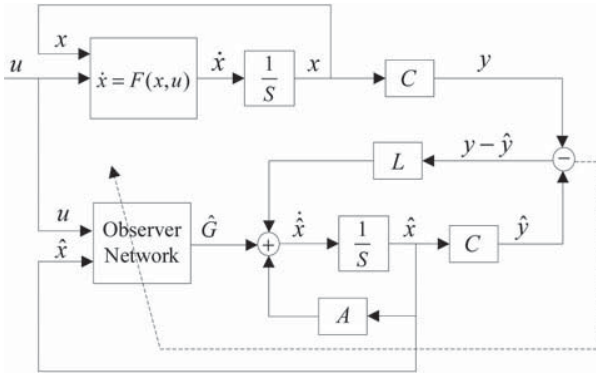 x
u
ẋ = F(x,u)
ẋ
1
S
x
C
y
L
y − ŷ
−
u
x̂
Observer
Network
Ĝ
+
x̂̇
1
S
x̂
C
ŷ
A